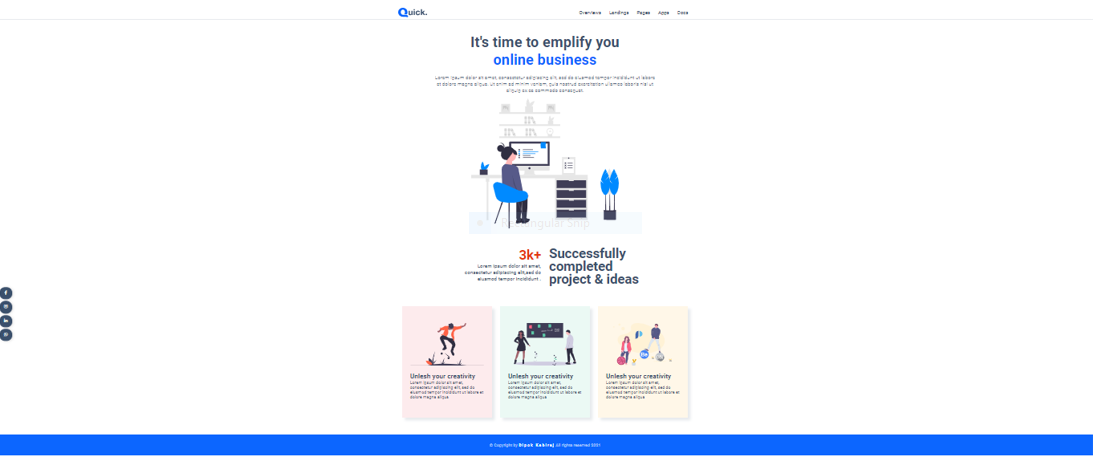 Quick.
Overviews Landings Pages Apps Docs
It's time to emplify you
online business
Lorem ipsum dolor sit amet, consectetur adipiscing elit, sed do eiusmod tempor incididunt ut labore
et dolore magna aliqua. ut enim ad minim veniam, quis nostrud exercitation ullamco laboris nisi ut
aliquip ex ea commodo consequat.
Rectangular Snip
3k+
Lorem ipsum dolor sit amet,
consectetur adipiscing elit,sed do
eiusmod tempor incididunt .
Successfully
completed
project & ideas
Unlesh your creativity
Lorem ipsum dolor sit amet,
consectetur adipiscing elit, sed do
eiusmod tempor incididunt ut labore et
dolore magna aliqua
Unlesh your creativity
Lorem ipsum dolor sit amet,
consectetur adipiscing elit, sed do
eiusmod tempor incididunt ut labore et
dolore magna aliqua
Unlesh your creativity
Lorem ipsum dolor sit amet,
consectetur adipiscing elit, sed do
eiusmod tempor incididunt ut labore et
dolore magna aliqua
© Copyright by Dipak Kabiraj. All rights reserved 2021